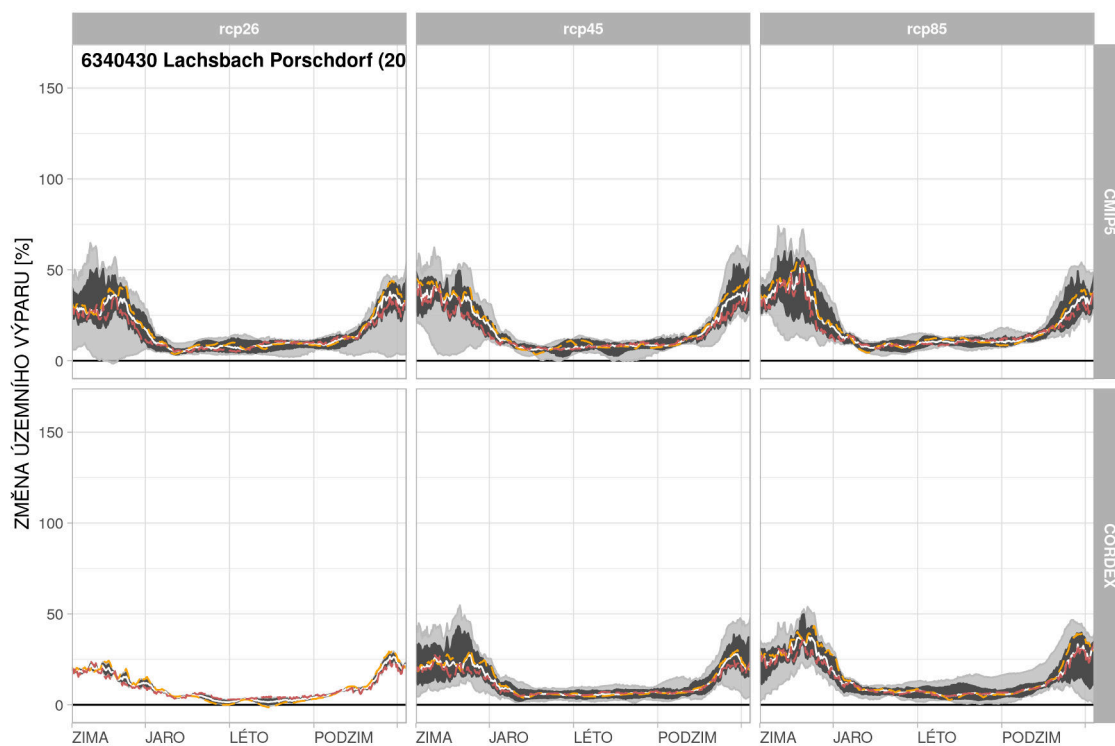 rcp26 rcp45 rcp85
6340430 Lachsbach Porschdorf (20
150
100
50
0
CMIP5
150
100
50
0
CORDEX
ZMĚNA ÚZEMNÍHO VÝPARU [%]
ZIMA JARO LÉTO PODZIM ZIMA JARO LÉTO PODZIM ZIMA JARO LÉTO PODZIM